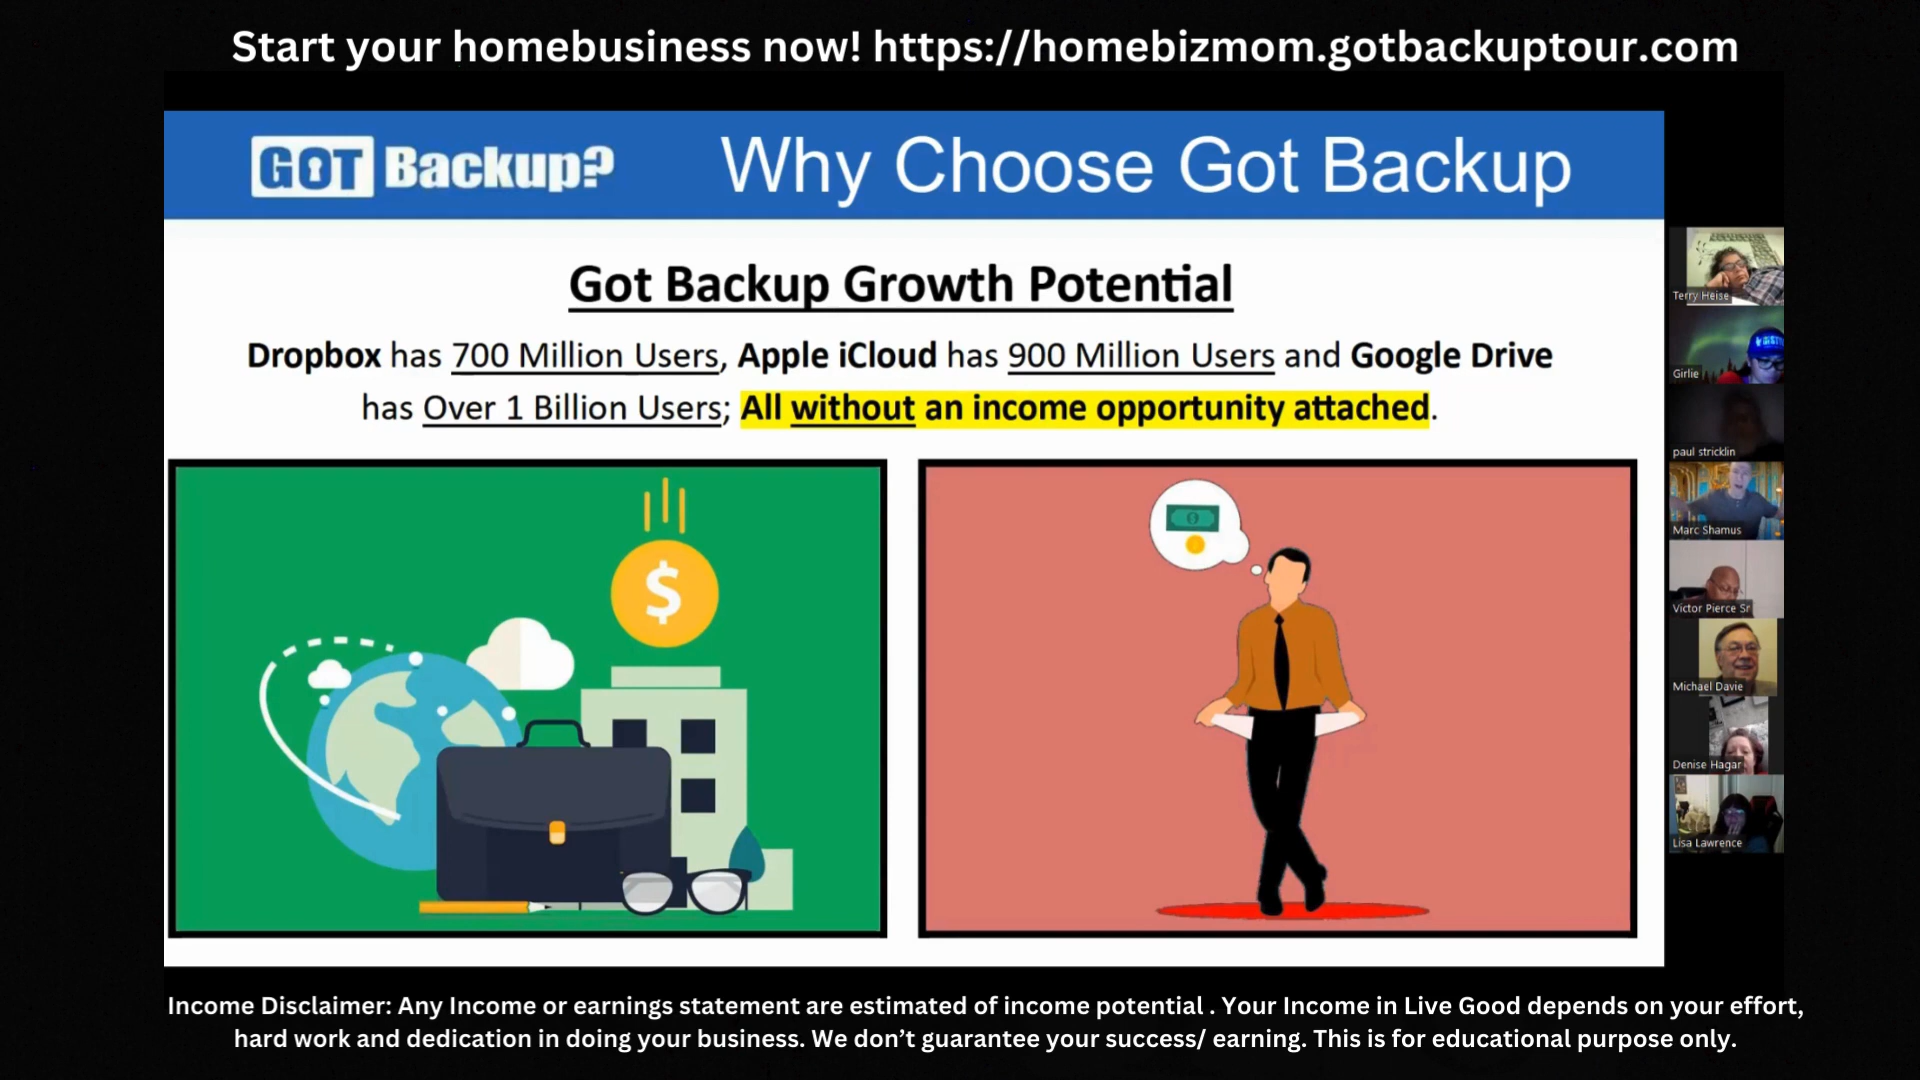 Start your homebusiness now! https://homebizmom.gotbackuptour.com
GOT Backup?
Why Choose Got Backup
Got Backup Growth Potential
Dropbox has 700 Million Users, Apple iCloud has 900 Million Users and Google Drive
has Over 1 Billion Users; All without an income opportunity attached.
$
Terry Heise
Girlie
paul stricklin
Marc Shamus
Victor Pierce Sr
Michael Davie
Denise Hagar
Lisa Lawrence
Income Disclaimer: Any Income or earnings statement are estimated of income potential . Your Income in Live Good depends on your effort,
hard work and dedication in doing your business. We don’t guarantee your success/ earning. This is for educational purpose only.